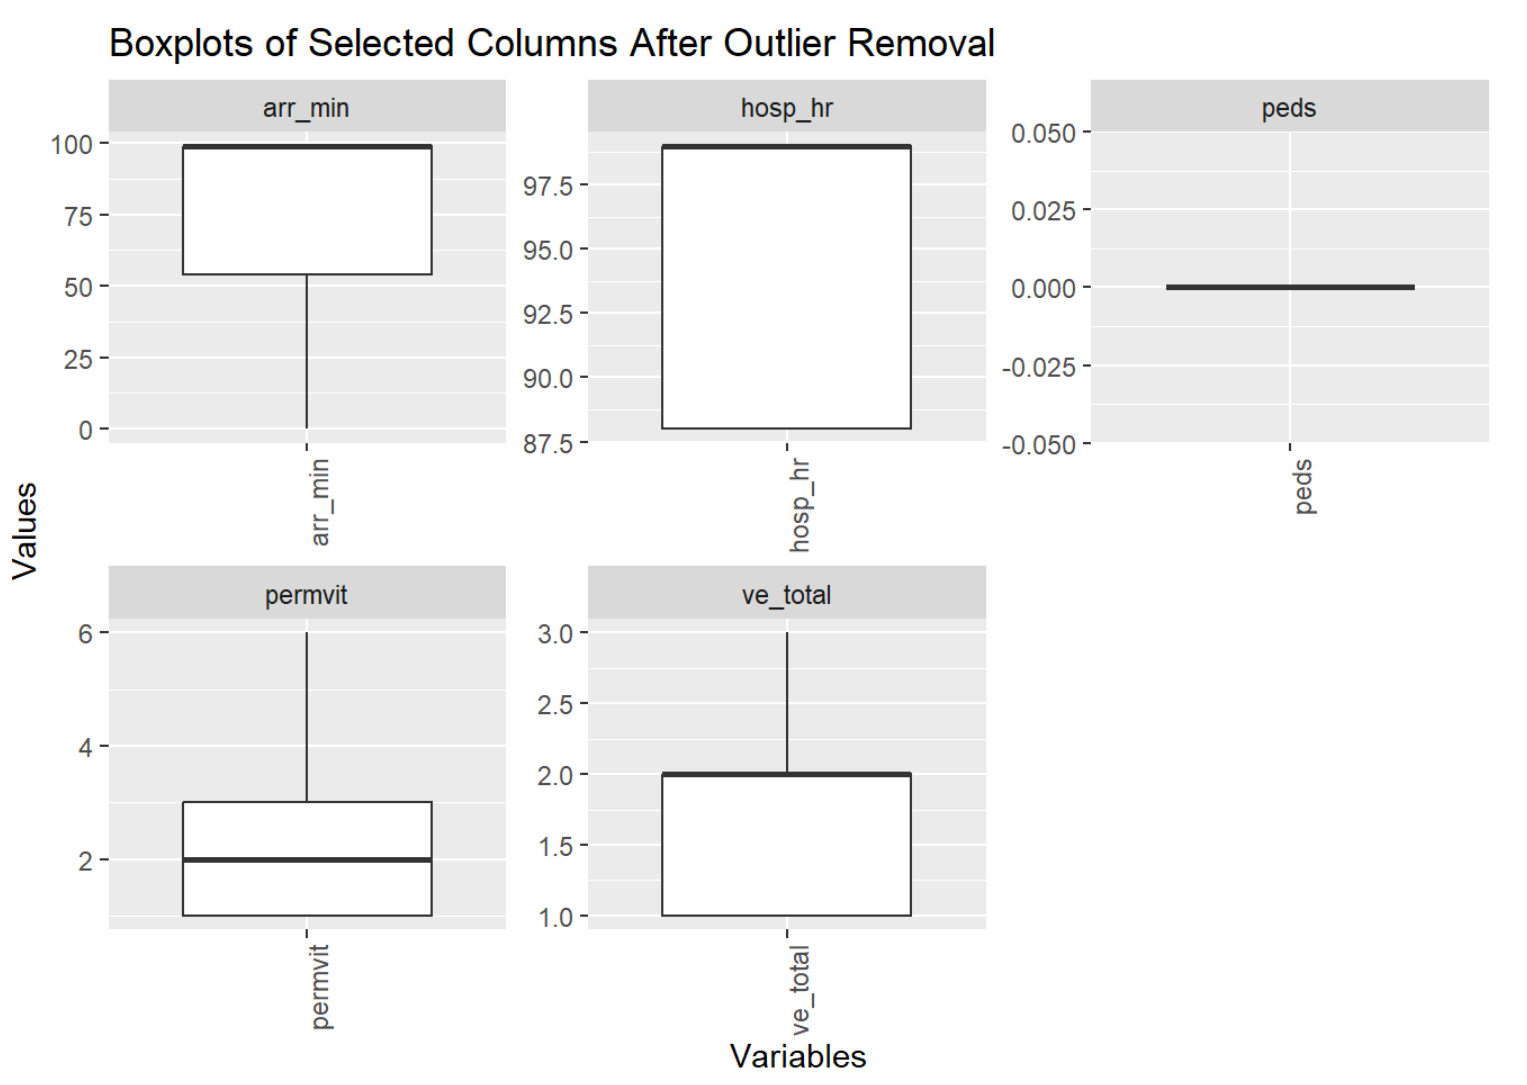 Boxplots of Selected Columns After Outlier Removal
arr_min
hosp_hr
peds
100
75
50
25
0
97.5
95.0
92.5
90.0
87.5
0.050
0.025
0.000
-0.025
-0.050
arr_min
hosp_hr
peds
Values
permvit
ve_total
6
4
2
3.0
2.5
2.0
1.5
1.0
permvit
ve_total
Variables